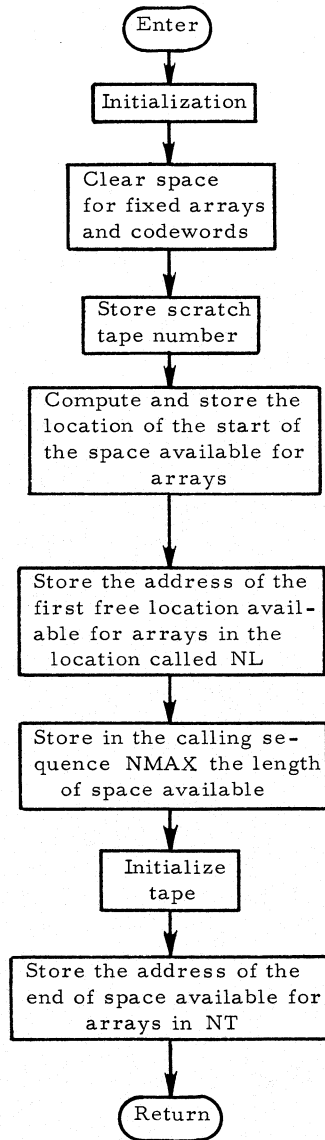 Enter
Initialization
Clear space
for fixed arrays
and codewords
Store scratch
tape number
Compute and store the
location of the start of
the space available for
arrays
Store the address of the
first free location avail-
able for arrays in the
location called NL
Store in the calling se-
quence NMAX the length
of space available
Initialize
tape
Store the address of the
end of space available for
arrays in NT
Return